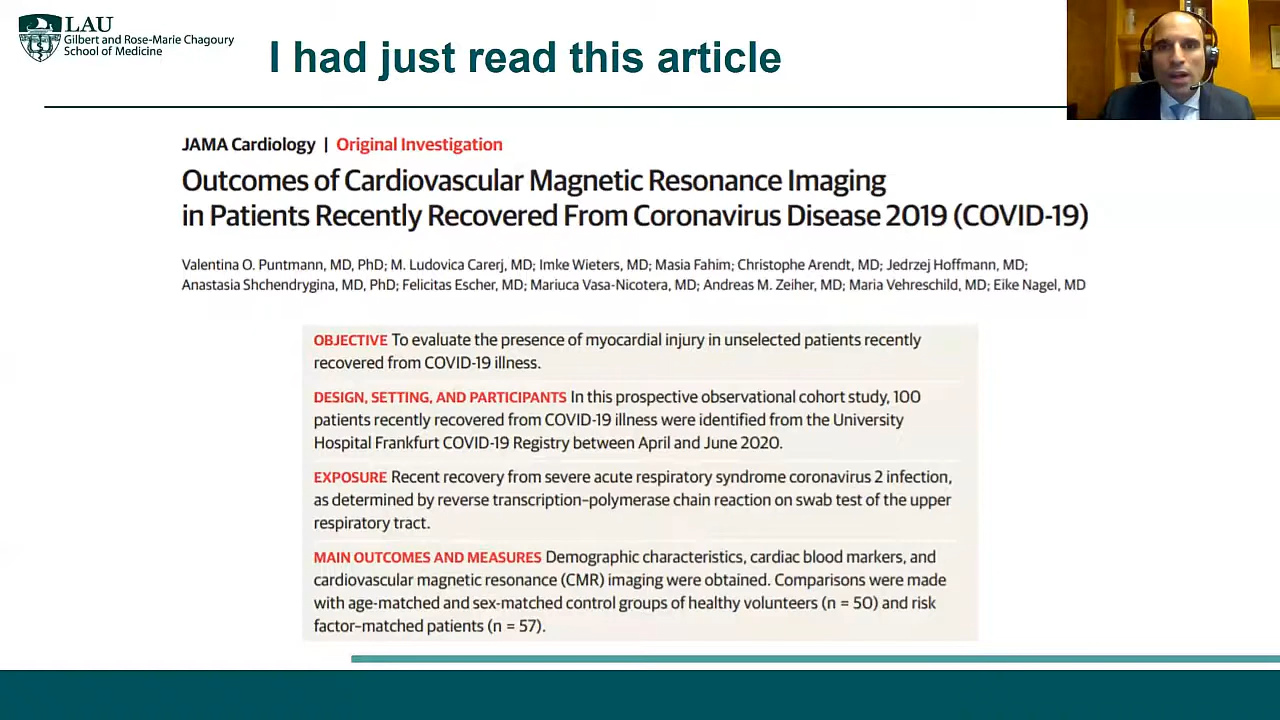 LAU
Gilbert and Rose-Marie Chagoury
School of Medicine
I had just read this article
JAMA Cardiology | Original Investigation
Outcomes of Cardiovascular Magnetic Resonance Imaging
in Patients Recently Recovered From Coronavirus Disease 2019 (COVID-19)
Valentina O. Puntmann, MD, PhD; M. Ludovica Carerj, MD; Imke Wieters, MD; Masia Fahim; Christophe Arendt, MD; Jedrzej Hoffmann, MD;
Anastasia Shchendrygina, MD, PhD; Felicitas Escher, MD; Mariuca Vasa-Nicotera, MD; Andreas M. Zeiher, MD; Maria Vehreschild, MD; Eike Nagel, MD
OBJECTIVE To evaluate the presence of myocardial injury in unselected patients recently
recovered from COVID-19 illness.
DESIGN, SETTING, AND PARTICIPANTS In this prospective observational cohort study, 100
patients recently recovered from COVID-19 illness were identified from the University
Hospital Frankfurt COVID-19 Registry between April and June 2020.
EXPOSURE Recent recovery from severe acute respiratory syndrome coronavirus 2 infection,
as determined by reverse transcription–polymerase chain reaction on swab test of the upper
respiratory tract.
MAIN OUTCOMES AND MEASURES Demographic characteristics, cardiac blood markers, and
cardiovascular magnetic resonance (CMR) imaging were obtained. Comparisons were made
with age-matched and sex-matched control groups of healthy volunteers (n = 50) and risk
factor–matched patients (n = 57).